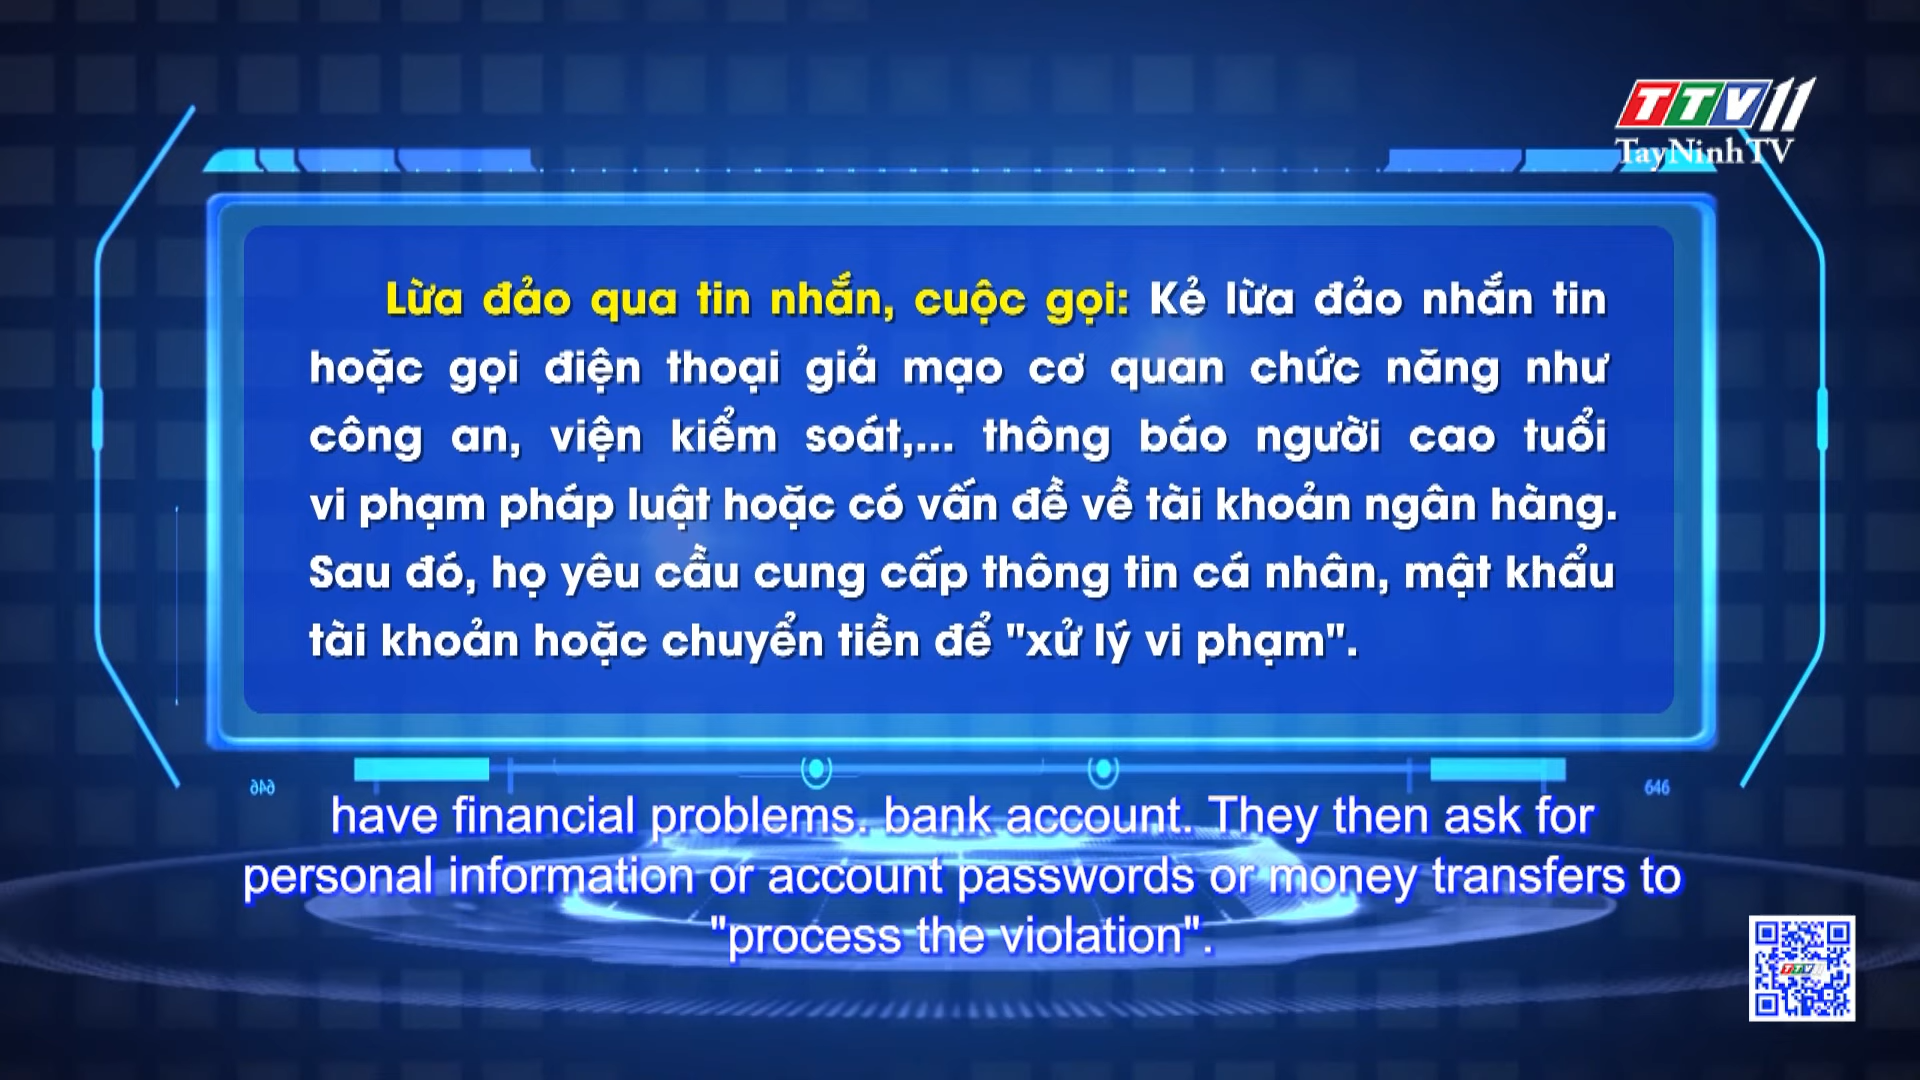 TTV11
TayNinhTV
Lừa đảo qua tin nhắn, cuộc gọi: Kẻ lừa đảo nhắn tin
hoặc gọi điện thoại giả mạo cơ quan chức năng như
công an, viện kiểm soát,... thông báo người cao tuổi
vi phạm pháp luật hoặc có vấn đề về tài khoản ngân hàng.
Sau đó, họ yêu cầu cung cấp thông tin cá nhân, mật khẩu
tài khoản hoặc chuyển tiền để "xử lý vi phạm".
646
646
have financial problems. bank account. They then ask for
personal information or account passwords or money transfers to
"process the violation".
TTV11